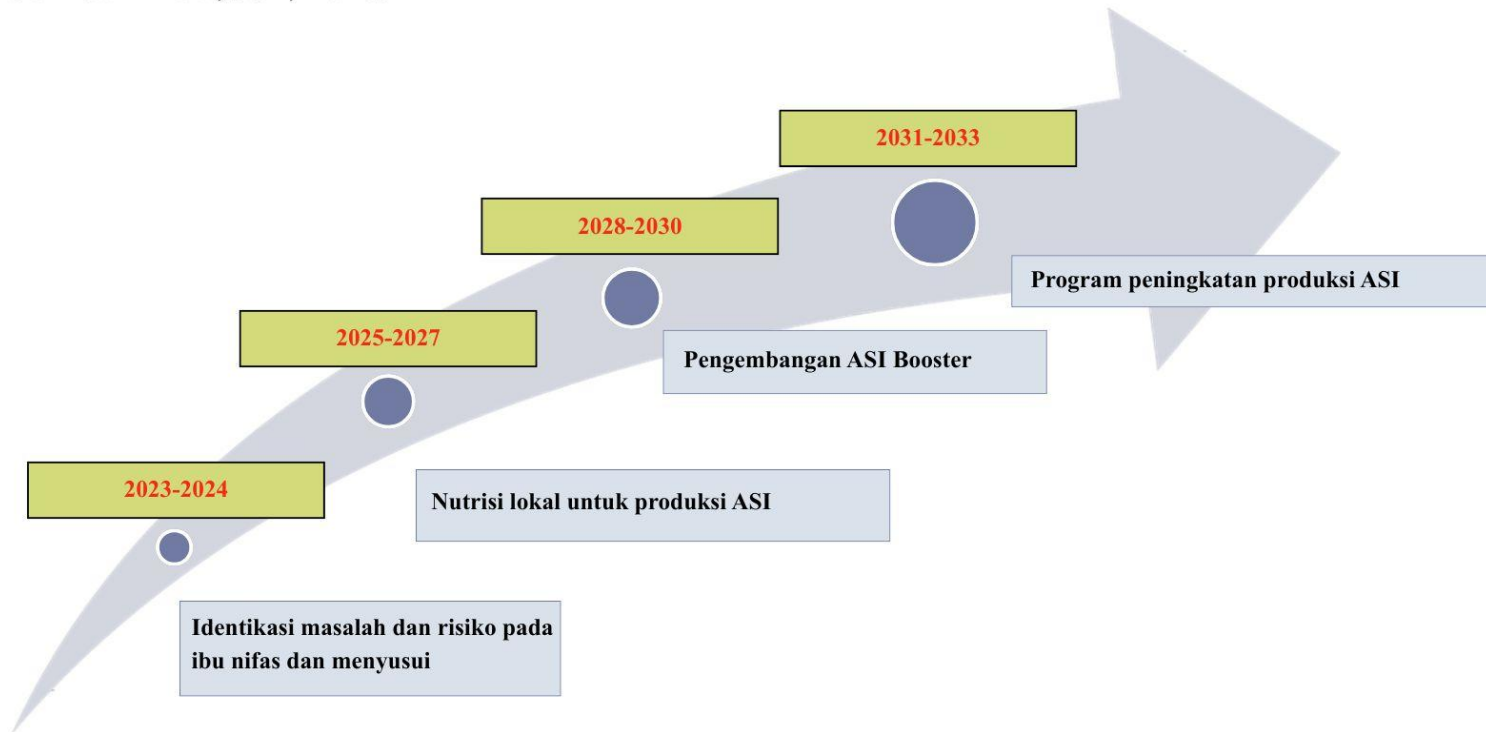 2031-2033
2028-2030
Program peningkatan produksi ASI
2025-2027
Pengembangan ASI Booster
2023-2024
Nutrisi lokal untuk produksi ASI
Identikasi masalah dan risiko pada
ibu nifas dan menyusui